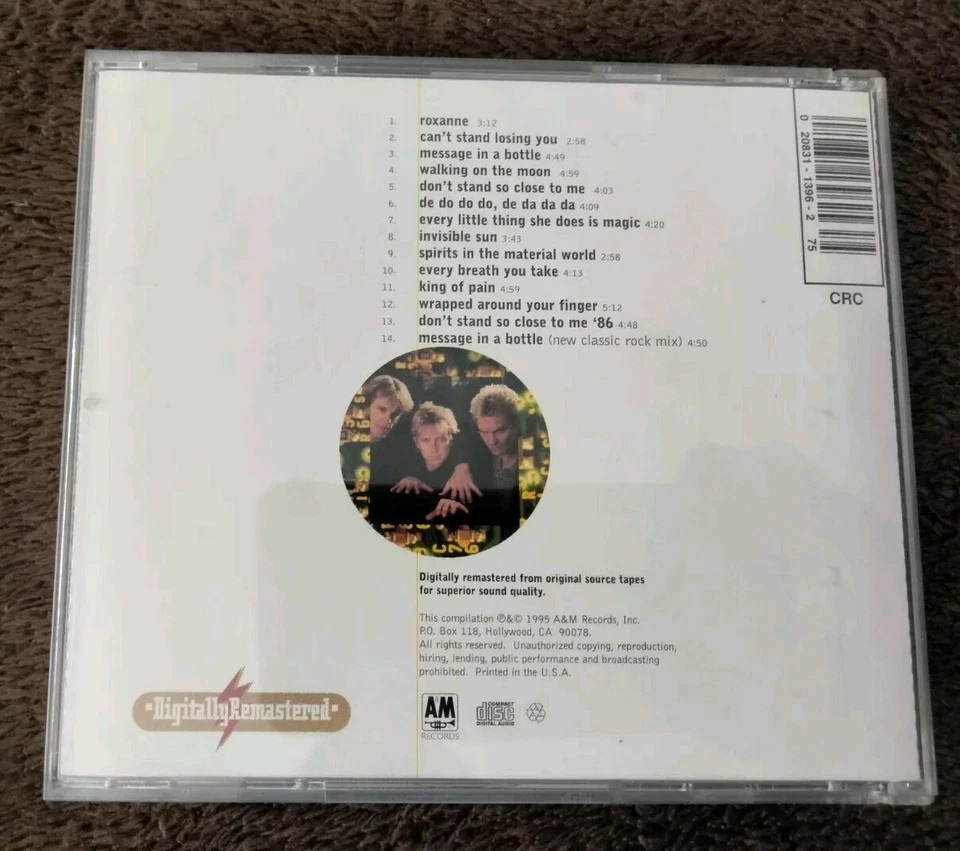 1. roxanne 3:12
2. can't stand losing you 2:58
3. message in a bottle 4:49
4. walking on the moon 4:59
5. don't stand so close to me 4:03
6. de do do do, de da da da 4:09
7. every little thing she does is magic 4:20
8. invisible sun 3:43
9. spirits in the material world 2:58
10. every breath you take 4:13
11. king of pain 4:59
12. wrapped around your finger 5:12
13. don't stand so close to me '86 4:48
14. message in a bottle (new classic rock mix) 4:50
0 20831 - 1396 - 2 75
CRC
Digitally remastered from original source tapes
for superior sound quality.
This compilation ℗&© 1995 A&M Records, Inc.
P.O. Box 118, Hollywood, CA 90078.
All rights reserved. Unauthorized copying, reproduction,
hiring, lending, public performance and broadcasting
prohibited. Printed in the U.S.A.
·Digitally Remastered·
A&M
RECORDS
COMPACT
disc
DIGITAL AUDIO